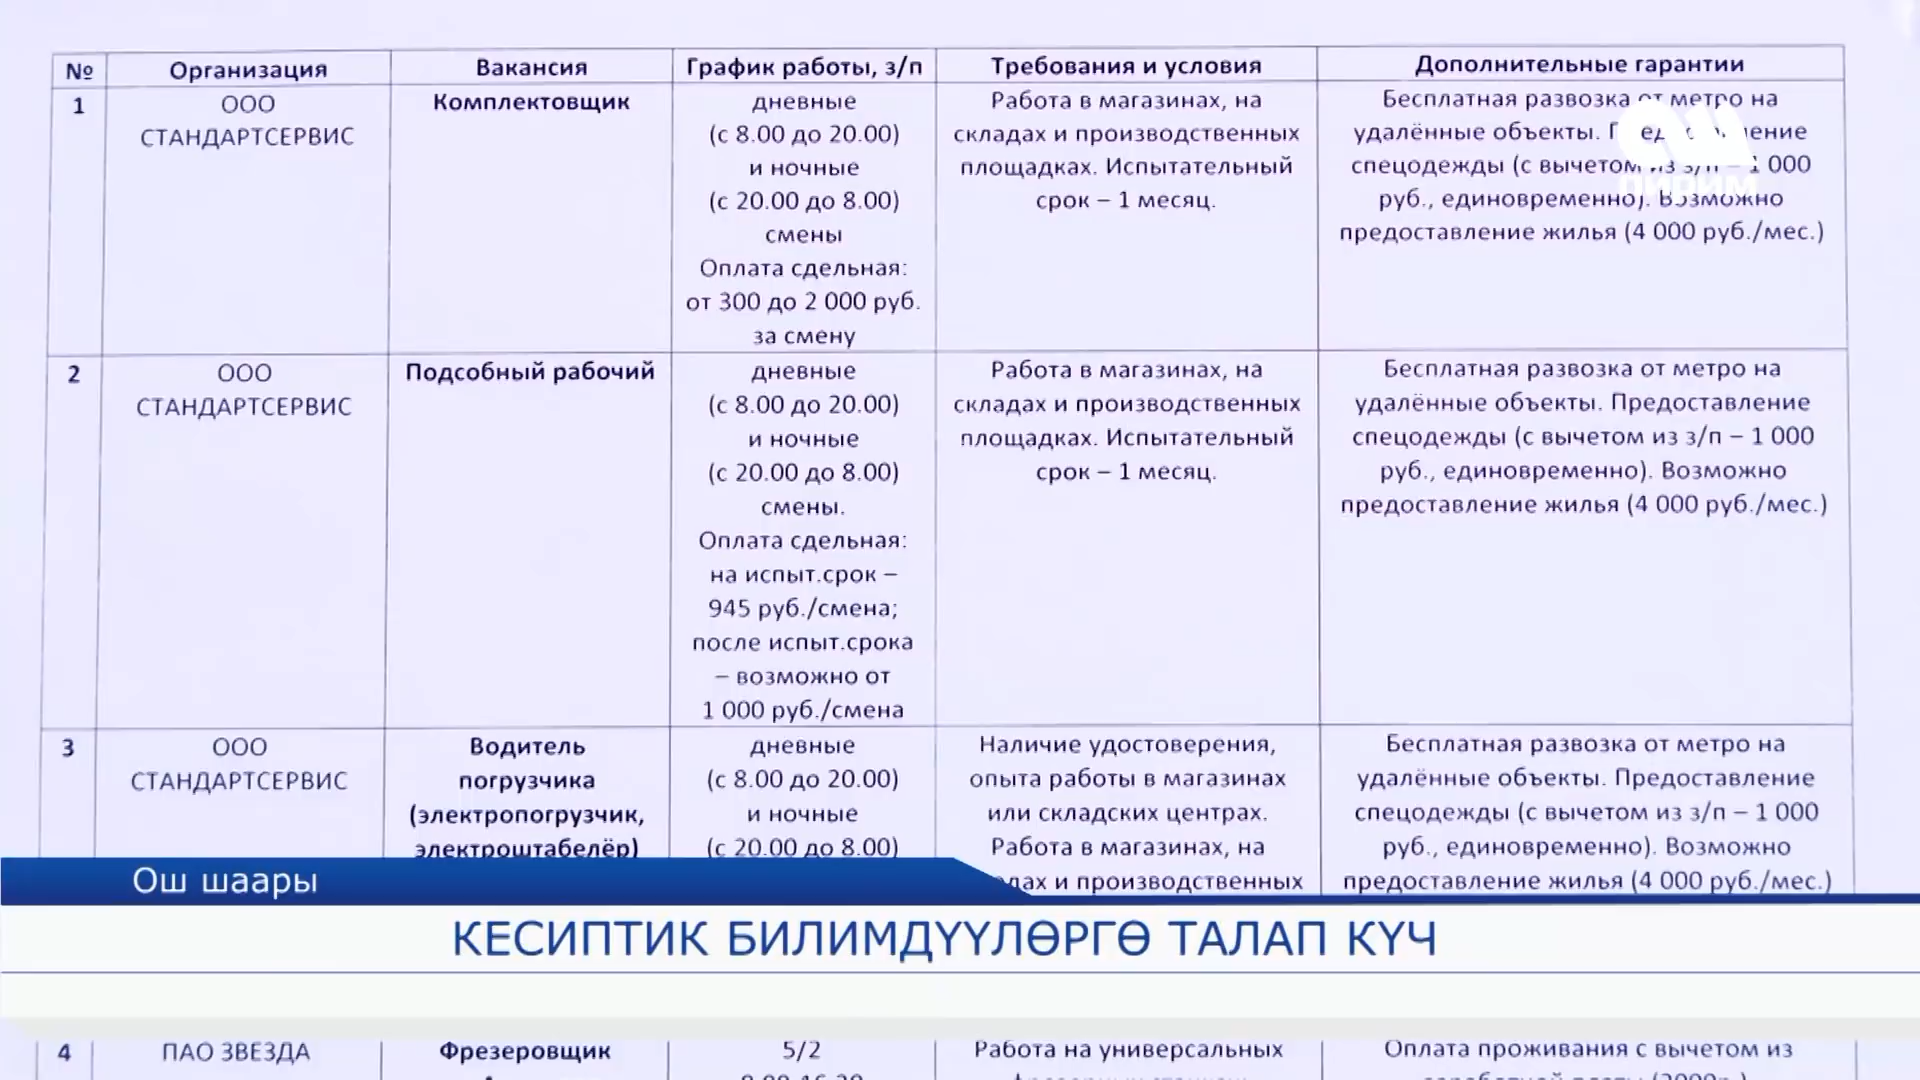 № Организация Вакансия График работы, з/п Требования и условия Дополнительные гарантии
1
ООО
СТАНДАРТСЕРВИС
Комплектовщик
дневные
(с 8.00 до 20.00)
и ночные
(с 20.00 до 8.00)
смены
Оплата сдельная:
от 300 до 2 000 руб.
за смену
Работа в магазинах, на
складах и производственных
площадках. Испытательный
срок – 1 месяц.
Бесплатная развозка от метро на
удалённые объекты.
спецодежды (с вычетом из з/п – 1 000
руб., единовременно). Возможно
предоставление жилья (4 000 руб./мес.)
2
ООО
СТАНДАРТСЕРВИС
Подсобный рабочий
дневные
(с 8.00 до 20.00)
и ночные
(с 20.00 до 8.00)
смены.
Оплата сдельная:
на испыт.срок –
945 руб./смена;
после испыт.срока
– возможно от
1 000 руб./смена
Работа в магазинах, на
складах и производственных
площадках. Испытательный
срок – 1 месяц.
Бесплатная развозка от метро на
удалённые объекты. Предоставление
спецодежды (с вычетом из з/п – 1 000
руб., единовременно). Возможно
предоставление жилья (4 000 руб./мес.)
3
ООО
СТАНДАРТСЕРВИС
Водитель
погрузчика
(электропогрузчик,
электроштабелёр)
дневные
(с 8.00 до 20.00)
и ночные
(с 20.00 до 8.00)
Наличие удостоверения,
опыта работы в магазинах
или складских центрах.
Работа в магазинах, на
и производственных
Бесплатная развозка от метро на
удалённые объекты. Предоставление
спецодежды (с вычетом из з/п – 1 000
руб., единовременно). Возможно
предоставление жилья (4 000 руб./мес.)
Ош шаары
КЕСИПТИК БИЛИМДҮҮЛӨРГӨ ТАЛАП КҮЧ
4
ПАО ЗВЕЗДА
Фрезеровщик
5/2
Работа на универсальных
Оплата проживания с вычетом из